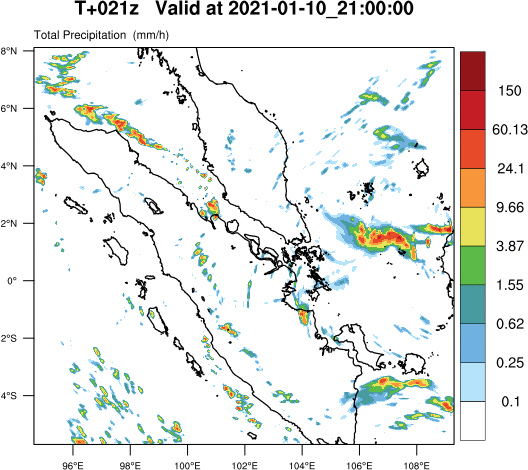 T+021z Valid at 2021-01-10_21:00:00
Total Precipitation (mm/h)
8°N
6°N
4°N
2°N
0°
2°S
4°S
96°E 98°E 100°E 102°E 104°E 106°E 108°E
150
60.13
24.1
9.66
3.87
1.55
0.62
0.25
0.1